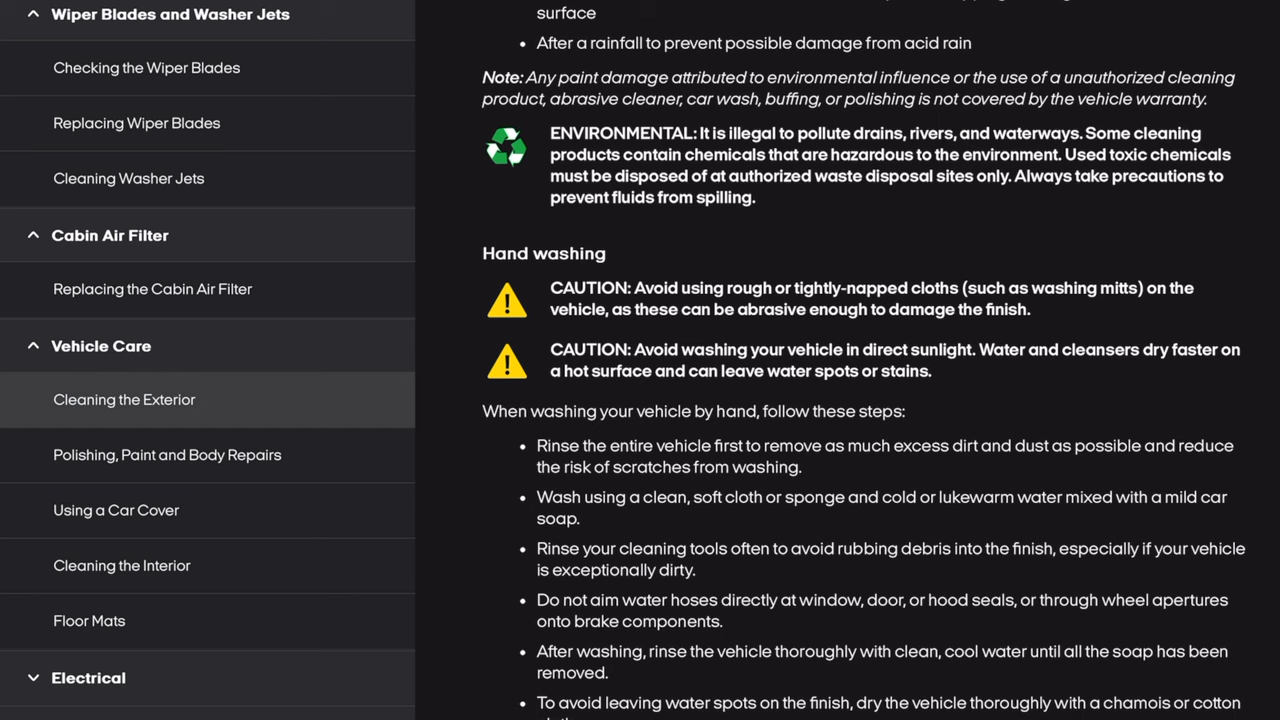 Wiper Blades and Washer Jets
Checking the Wiper Blades
Replacing Wiper Blades
Cleaning Washer Jets
Cabin Air Filter
Replacing the Cabin Air Filter
Vehicle Care
Cleaning the Exterior
Polishing, Paint and Body Repairs
Using a Car Cover
Cleaning the Interior
Floor Mats
Electrical
surface
• After a rainfall to prevent possible damage from acid rain
Note: Any paint damage attributed to environmental influence or the use of a unauthorized cleaning
product, abrasive cleaner, car wash, buffing, or polishing is not covered by the vehicle warranty.
ENVIRONMENTAL: It is illegal to pollute drains, rivers, and waterways. Some cleaning
products contain chemicals that are hazardous to the environment. Used toxic chemicals
must be disposed of at authorized waste disposal sites only. Always take precautions to
prevent fluids from spilling.
Hand washing
CAUTION: Avoid using rough or tightly-napped cloths (such as washing mitts) on the
vehicle, as these can be abrasive enough to damage the finish.
CAUTION: Avoid washing your vehicle in direct sunlight. Water and cleansers dry faster on
a hot surface and can leave water spots or stains.
When washing your vehicle by hand, follow these steps:
• Rinse the entire vehicle first to remove as much excess dirt and dust as possible and reduce
the risk of scratches from washing.
• Wash using a clean, soft cloth or sponge and cold or lukewarm water mixed with a mild car
soap.
• Rinse your cleaning tools often to avoid rubbing debris into the finish, especially if your vehicle
is exceptionally dirty.
• Do not aim water hoses directly at window, door, or hood seals, or through wheel apertures
onto brake components.
• After washing, rinse the vehicle thoroughly with clean, cool water until all the soap has been
removed.
• To avoid leaving water spots on the finish, dry the vehicle thoroughly with a chamois or cotton